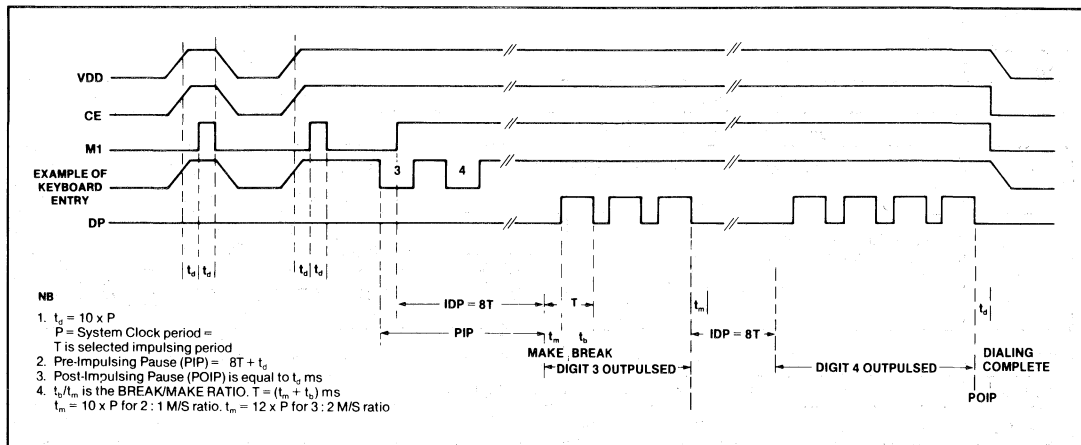 VDD
CE
M1
EXAMPLE OF
KEYBOARD
ENTRY
3
4
DP
td td
td td
IDP = 8T
T
tm
td
PIP
tm
tb
IDP = 8T
MAKE BREAK
DIGIT 3 OUTPULSED
DIGIT 4 OUTPULSED
DIALING
COMPLETE
POIP
NB
1. td = 10 x P
P = System Clock period =
T is selected impulsing period
2. Pre-Impulsing Pause (PIP) = 8T + td
3. Post-Impulsing Pause (POIP) is equal to td ms
4. tb/tm is the BREAK/MAKE RATIO. T = (tm + tb) ms
tm = 10 x P for 2 : 1 M/S ratio. tm = 12 x P for 3 : 2 M/S ratio